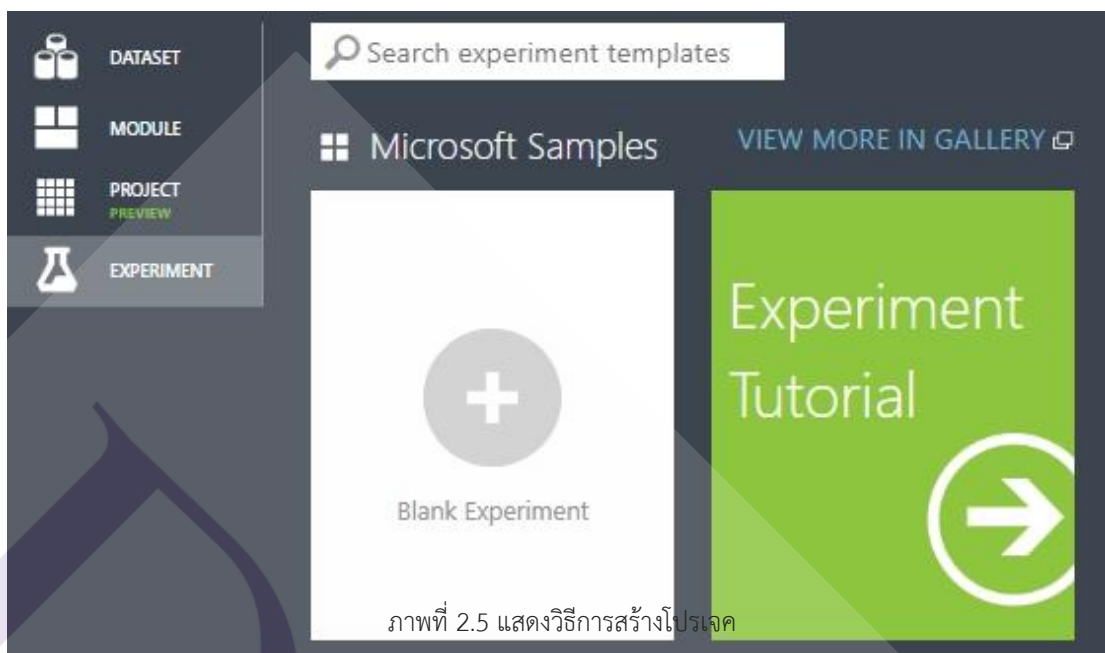 DATASET
MODULE
PROJECT
PREVIEW
EXPERIMENT
Search experiment templates
Microsoft Samples
VIEW MORE IN GALLERY
Blank Experiment
Experiment
Tutorial
ภาพที่ 2.5 แสดงวิธีการสร้างโปรเจค